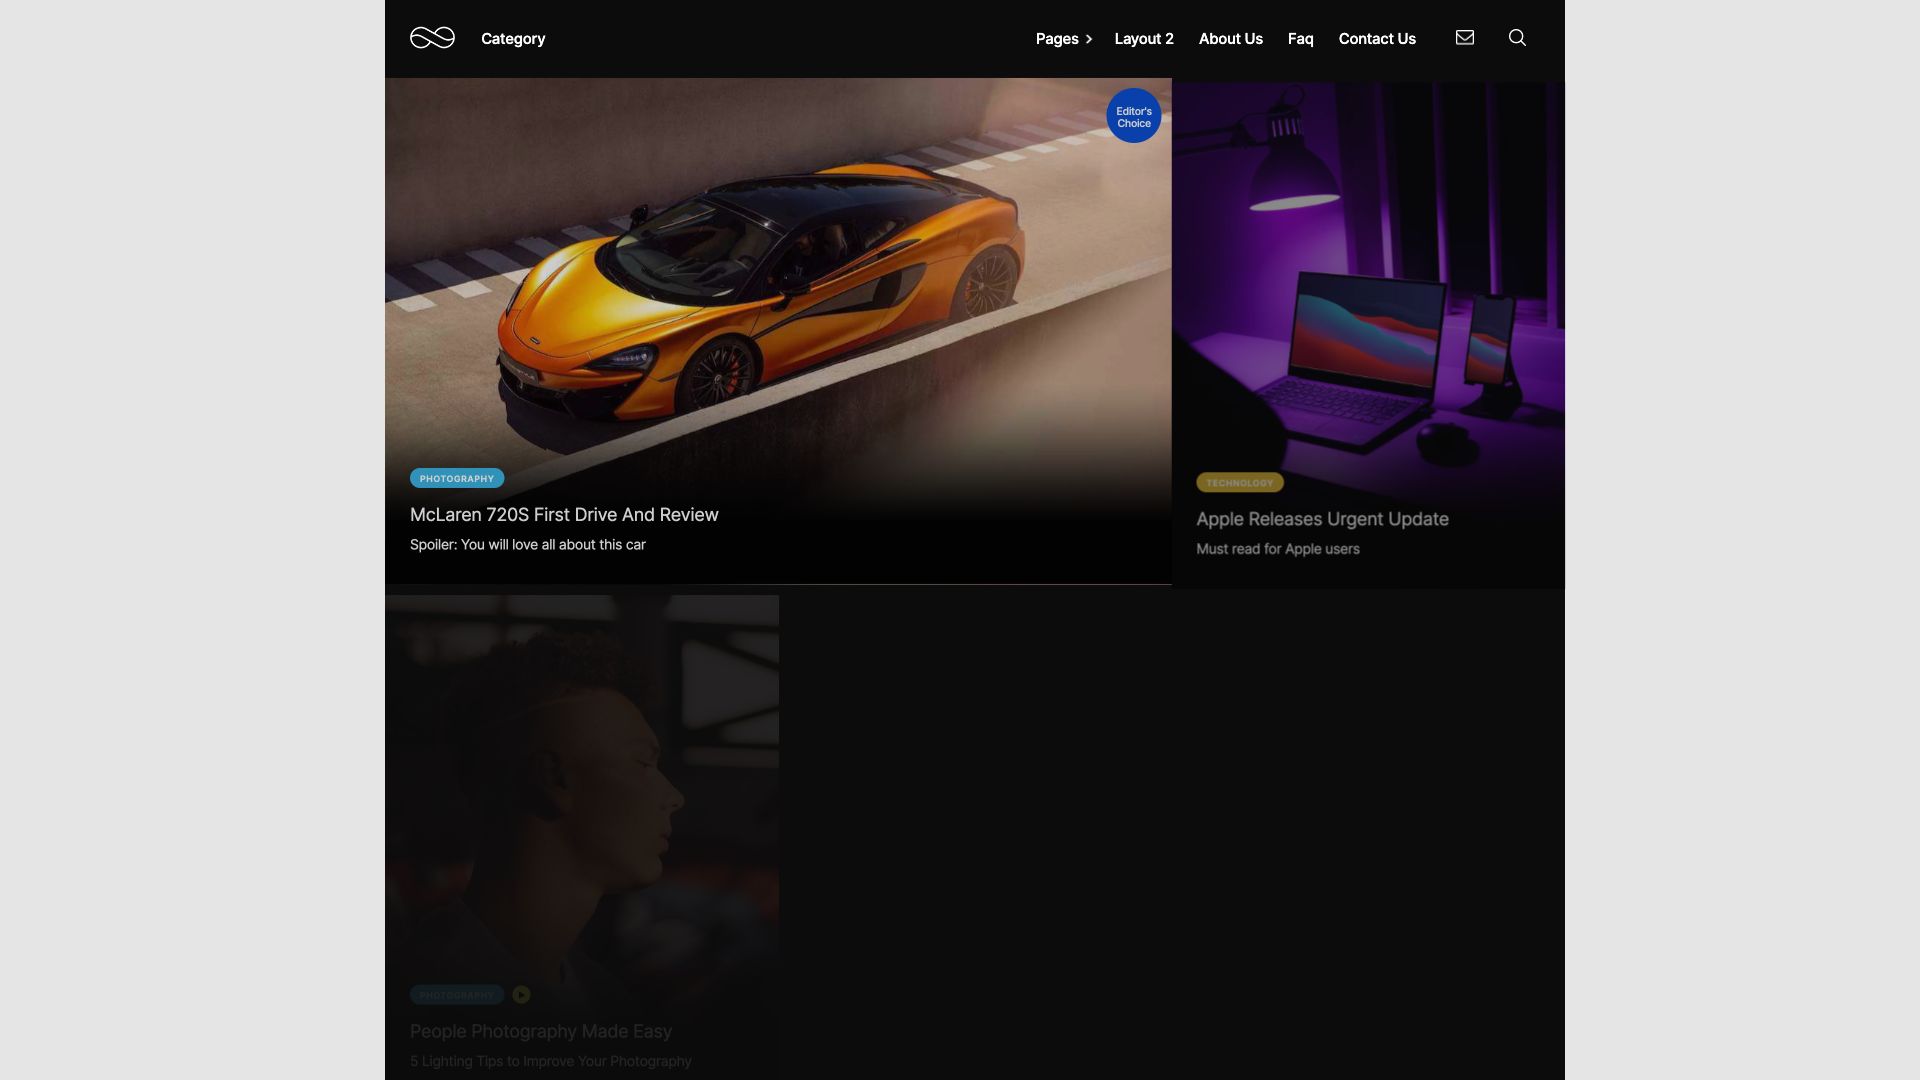 Category
Pages
Layout 2
About Us
Faq
Contact Us
Editor's
Choice
PHOTOGRAPHY
McLaren 720S First Drive And Review
Spoiler: You will love all about this car
TECHNOLOGY
Apple Releases Urgent Update
Must read for Apple users
PHOTOGRAPHY
People Photography Made Easy
5 Lighting Tips to Improve Your Photography